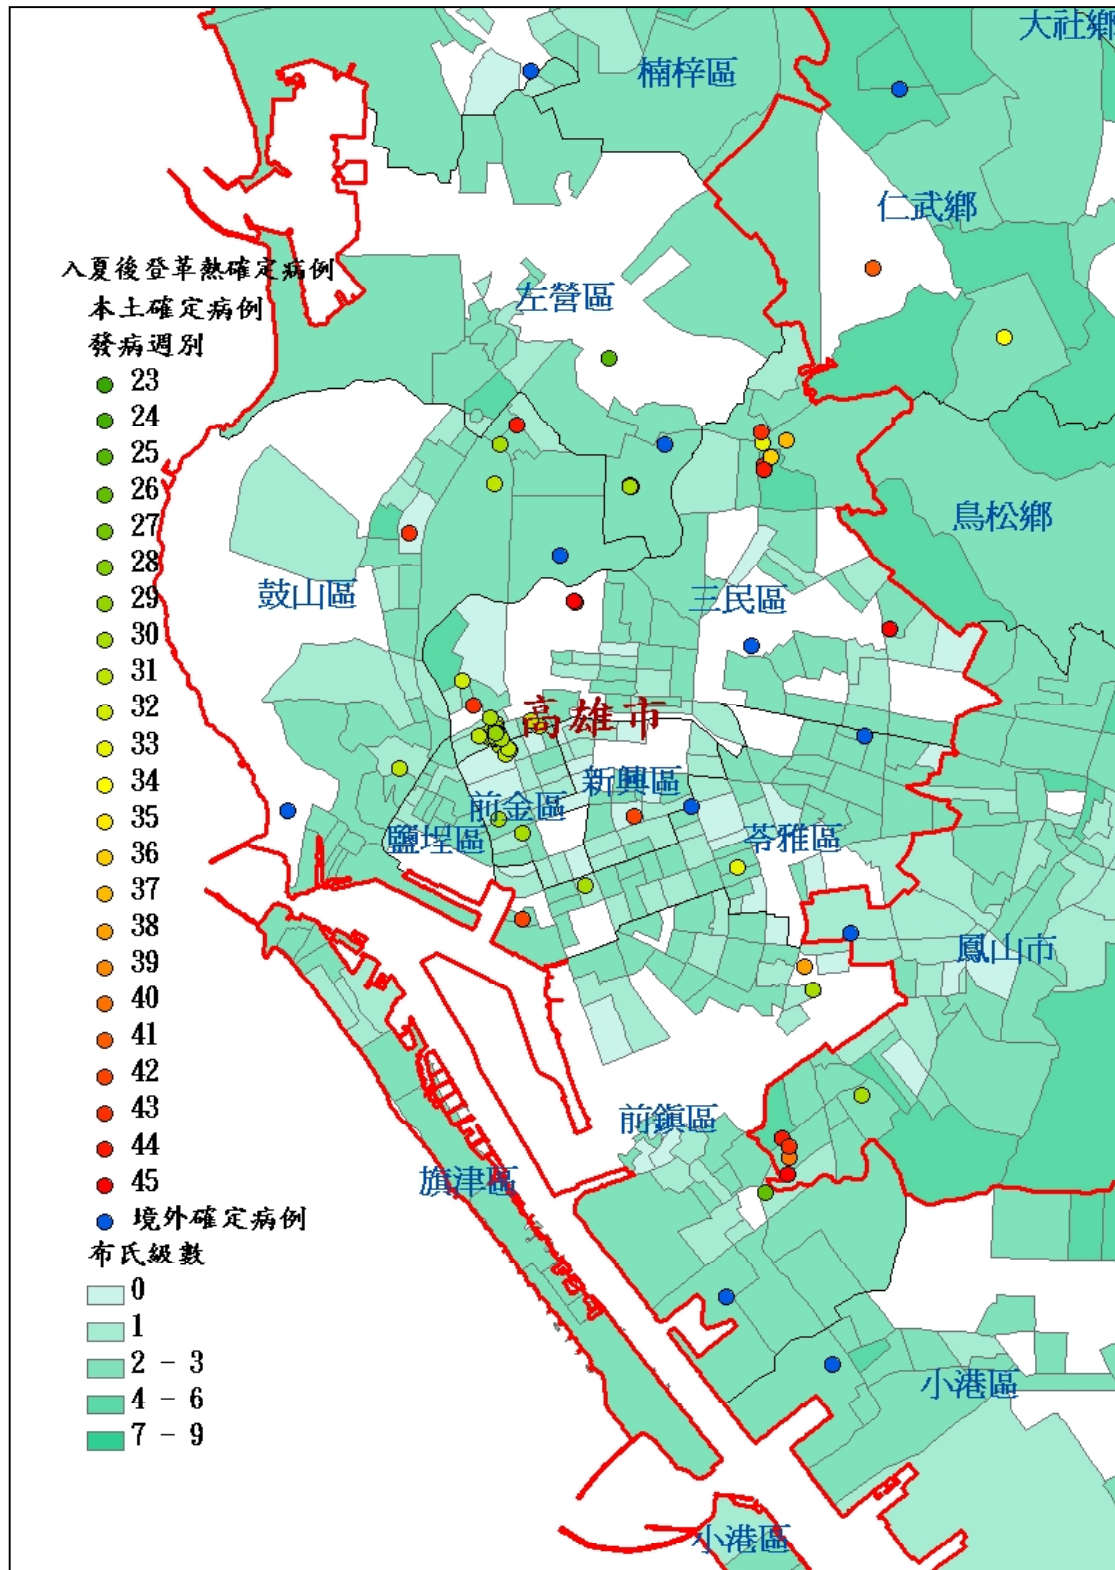 大社鄉
楠梓區
仁武鄉
入夏後登革熱確定病例
本土確定病例
左營區
發病週別
23
24
25
26
27
28
29
30
31
32
33
34
35
36
37
38
39
40
41
42
43
44
45
境外確定病例
布氏級數
0
1
2 - 3
4 - 6
7 - 9
鳥松鄉
鼓山區
三民區
高雄市
新興區
前金區
鹽埕區
苓雅區
鳳山市
前鎮區
旗津區
小港區
小港區